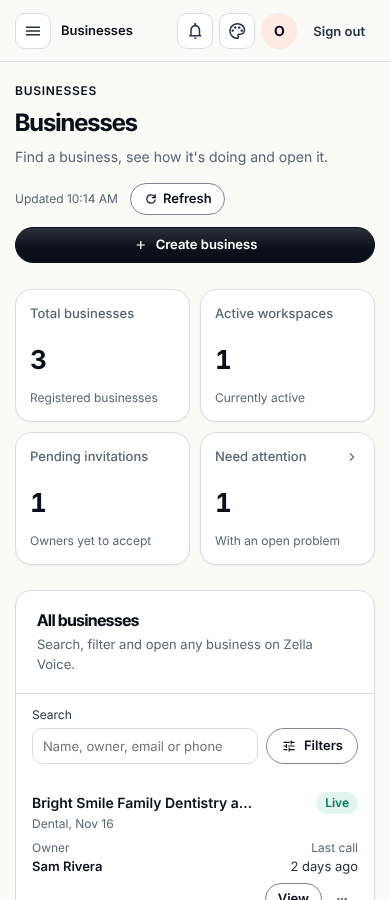 Businesses
O
Sign out
BUSINESSES
Businesses
Find a business, see how it's doing and open it.
Updated 10:14 AM
Refresh
+ Create business
Total businesses
3
Registered businesses
Active workspaces
1
Currently active
Pending invitations
1
Owners yet to accept
Need attention
1
With an open problem
All businesses
Search, filter and open any business on Zella
Voice.
Search
Name, owner, email or phone
Filters
Bright Smile Family Dentistry a...
Live
Dental, Nov 16
Owner
Last call
Sam Rivera
2 days ago
View
...